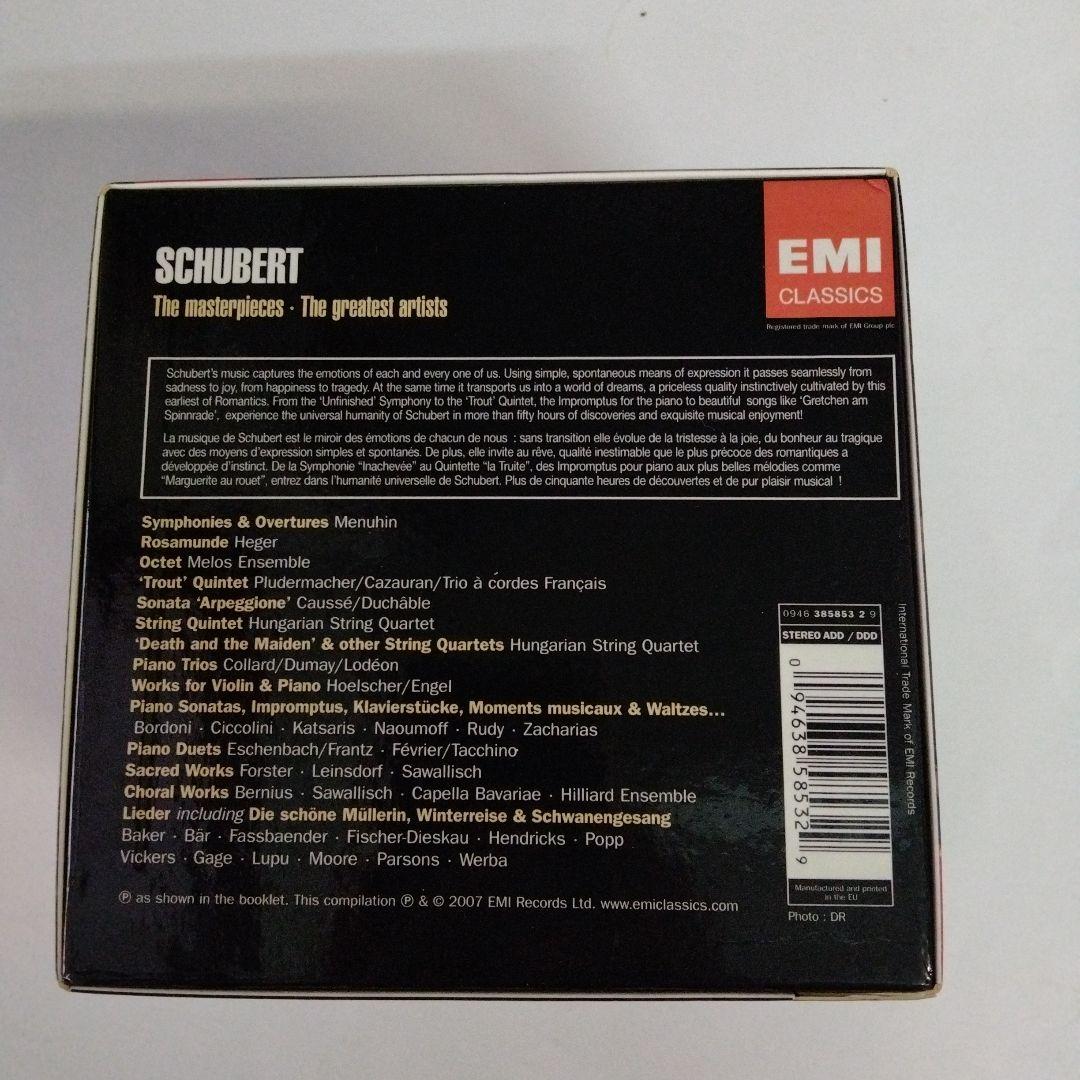 SCHUBERT
The masterpieces · The greatest artists
EMI
CLASSICS
Registered trade mark of EMI Group plc
Schubert's music captures the emotions of each and every one of us. Using simple, spontaneous means of expression it passes seamlessly from
sadness to joy, from happiness to tragedy. At the same time it transports us into a world of dreams, a priceless quality instinctively cultivated by this
earliest of Romantics. From the 'Unfinished' Symphony to the 'Trout' Quintet, the Impromptus for the piano to beautiful songs like 'Gretchen am
Spinnrade', experience the universal humanity of Schubert in more than fifty hours of discoveries and exquisite musical enjoyment!
La musique de Schubert est le miroir des émotions de chacun de nous : sans transition elle évolue de la tristesse à la joie, du bonheur au tragique
avec des moyens d'expression simples et spontanés. De plus, elle invite au rêve, qualité inestimable que le plus précoce des romantiques a
développée d'instinct. De la Symphonie "Inachevée" au Quintette "la Truite", des Impromptus pour piano aux plus belles mélodies comme
"Marguerite au rouet", entrez dans l'humanité universelle de Schubert. Plus de cinquante heures de découvertes et de pur plaisir musical !
Symphonies & Overtures Menuhin
Rosamunde Heger
Octet Melos Ensemble
'Trout' Quintet Pludermacher/Cazauran/Trio à cordes Français
Sonata 'Arpeggione' Caussé/Duchâble
String Quintet Hungarian String Quartet
'Death and the Maiden' & other String Quartets Hungarian String Quartet
Piano Trios Collard/Dumay/Lodéon
Works for Violin & Piano Hoelscher/Engel
Piano Sonatas, Impromptus, Klavierstücke, Moments musicaux & Waltzes...
Bordoni · Ciccolini · Katsaris · Naoumoff · Rudy · Zacharias
Piano Duets Eschenbach/Frantz · Février/Tacchino
Sacred Works Forster · Leinsdorf · Sawallisch
Choral Works Bernius · Sawallisch · Capella Bavariae · Hilliard Ensemble
Lieder including Die schöne Müllerin, Winterreise & Schwanengesang
Baker · Bär · Fassbaender · Fischer-Dieskau · Hendricks · Popp
Vickers · Gage · Lupu · Moore · Parsons · Werba
℗ as shown in the booklet. This compilation ℗ & © 2007 EMI Records Ltd. www.emiclassics.com
0946 385853 2 9
STEREO ADD / DDD
0 94638 58532 9
Manufactured and printed
in the EU
Photo : DR
International Trade Mark of EMI Records